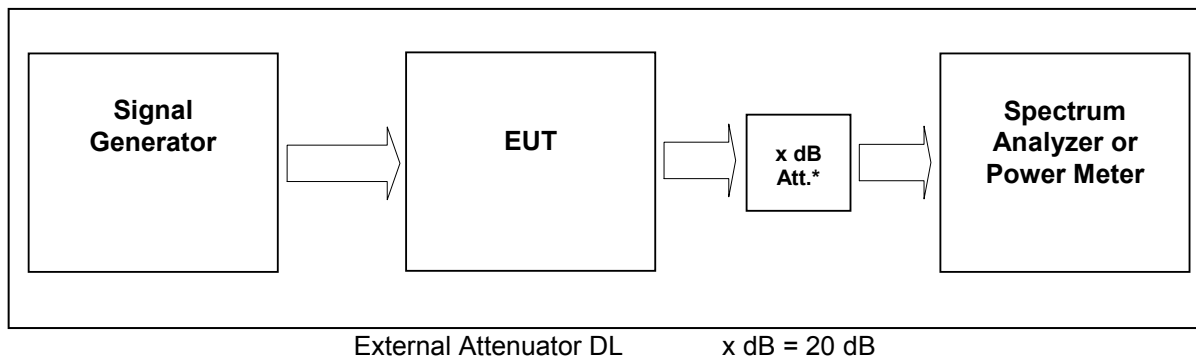 Signal
Generator
EUT
x dB
Att.*
Spectrum
Analyzer or
Power Meter
External Attenuator DL x dB = 20 dB